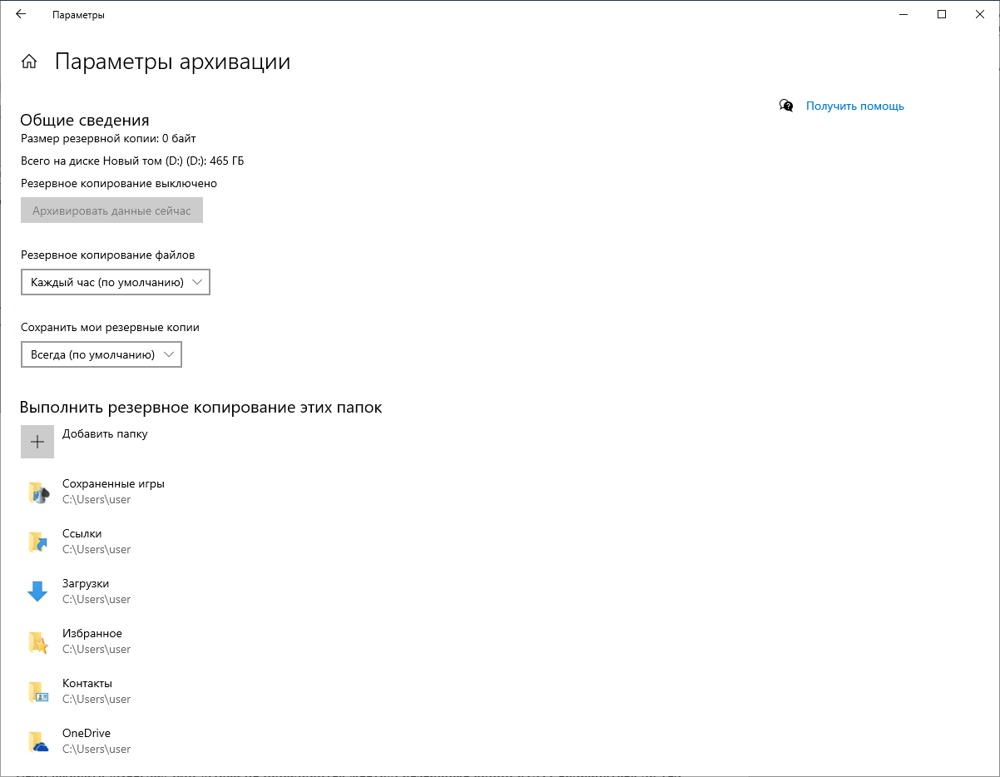 Параметры
Параметры архивации
Получить помощь
Общие сведения
Размер резервной копии: 0 байт
Всего на диске Новый том (D:) (D:): 465 ГБ
Резервное копирование выключено
Архивировать данные сейчас
Резервное копирование файлов
Каждый час (по умолчанию)
Сохранить мои резервные копии
Всегда (по умолчанию)
Выполнить резервное копирование этих папок
Добавить папку
Сохраненные игры
C:\Users\user
Ссылки
C:\Users\user
Загрузки
C:\Users\user
Избранное
C:\Users\user
Контакты
C:\Users\user
OneDrive
C:\Users\user